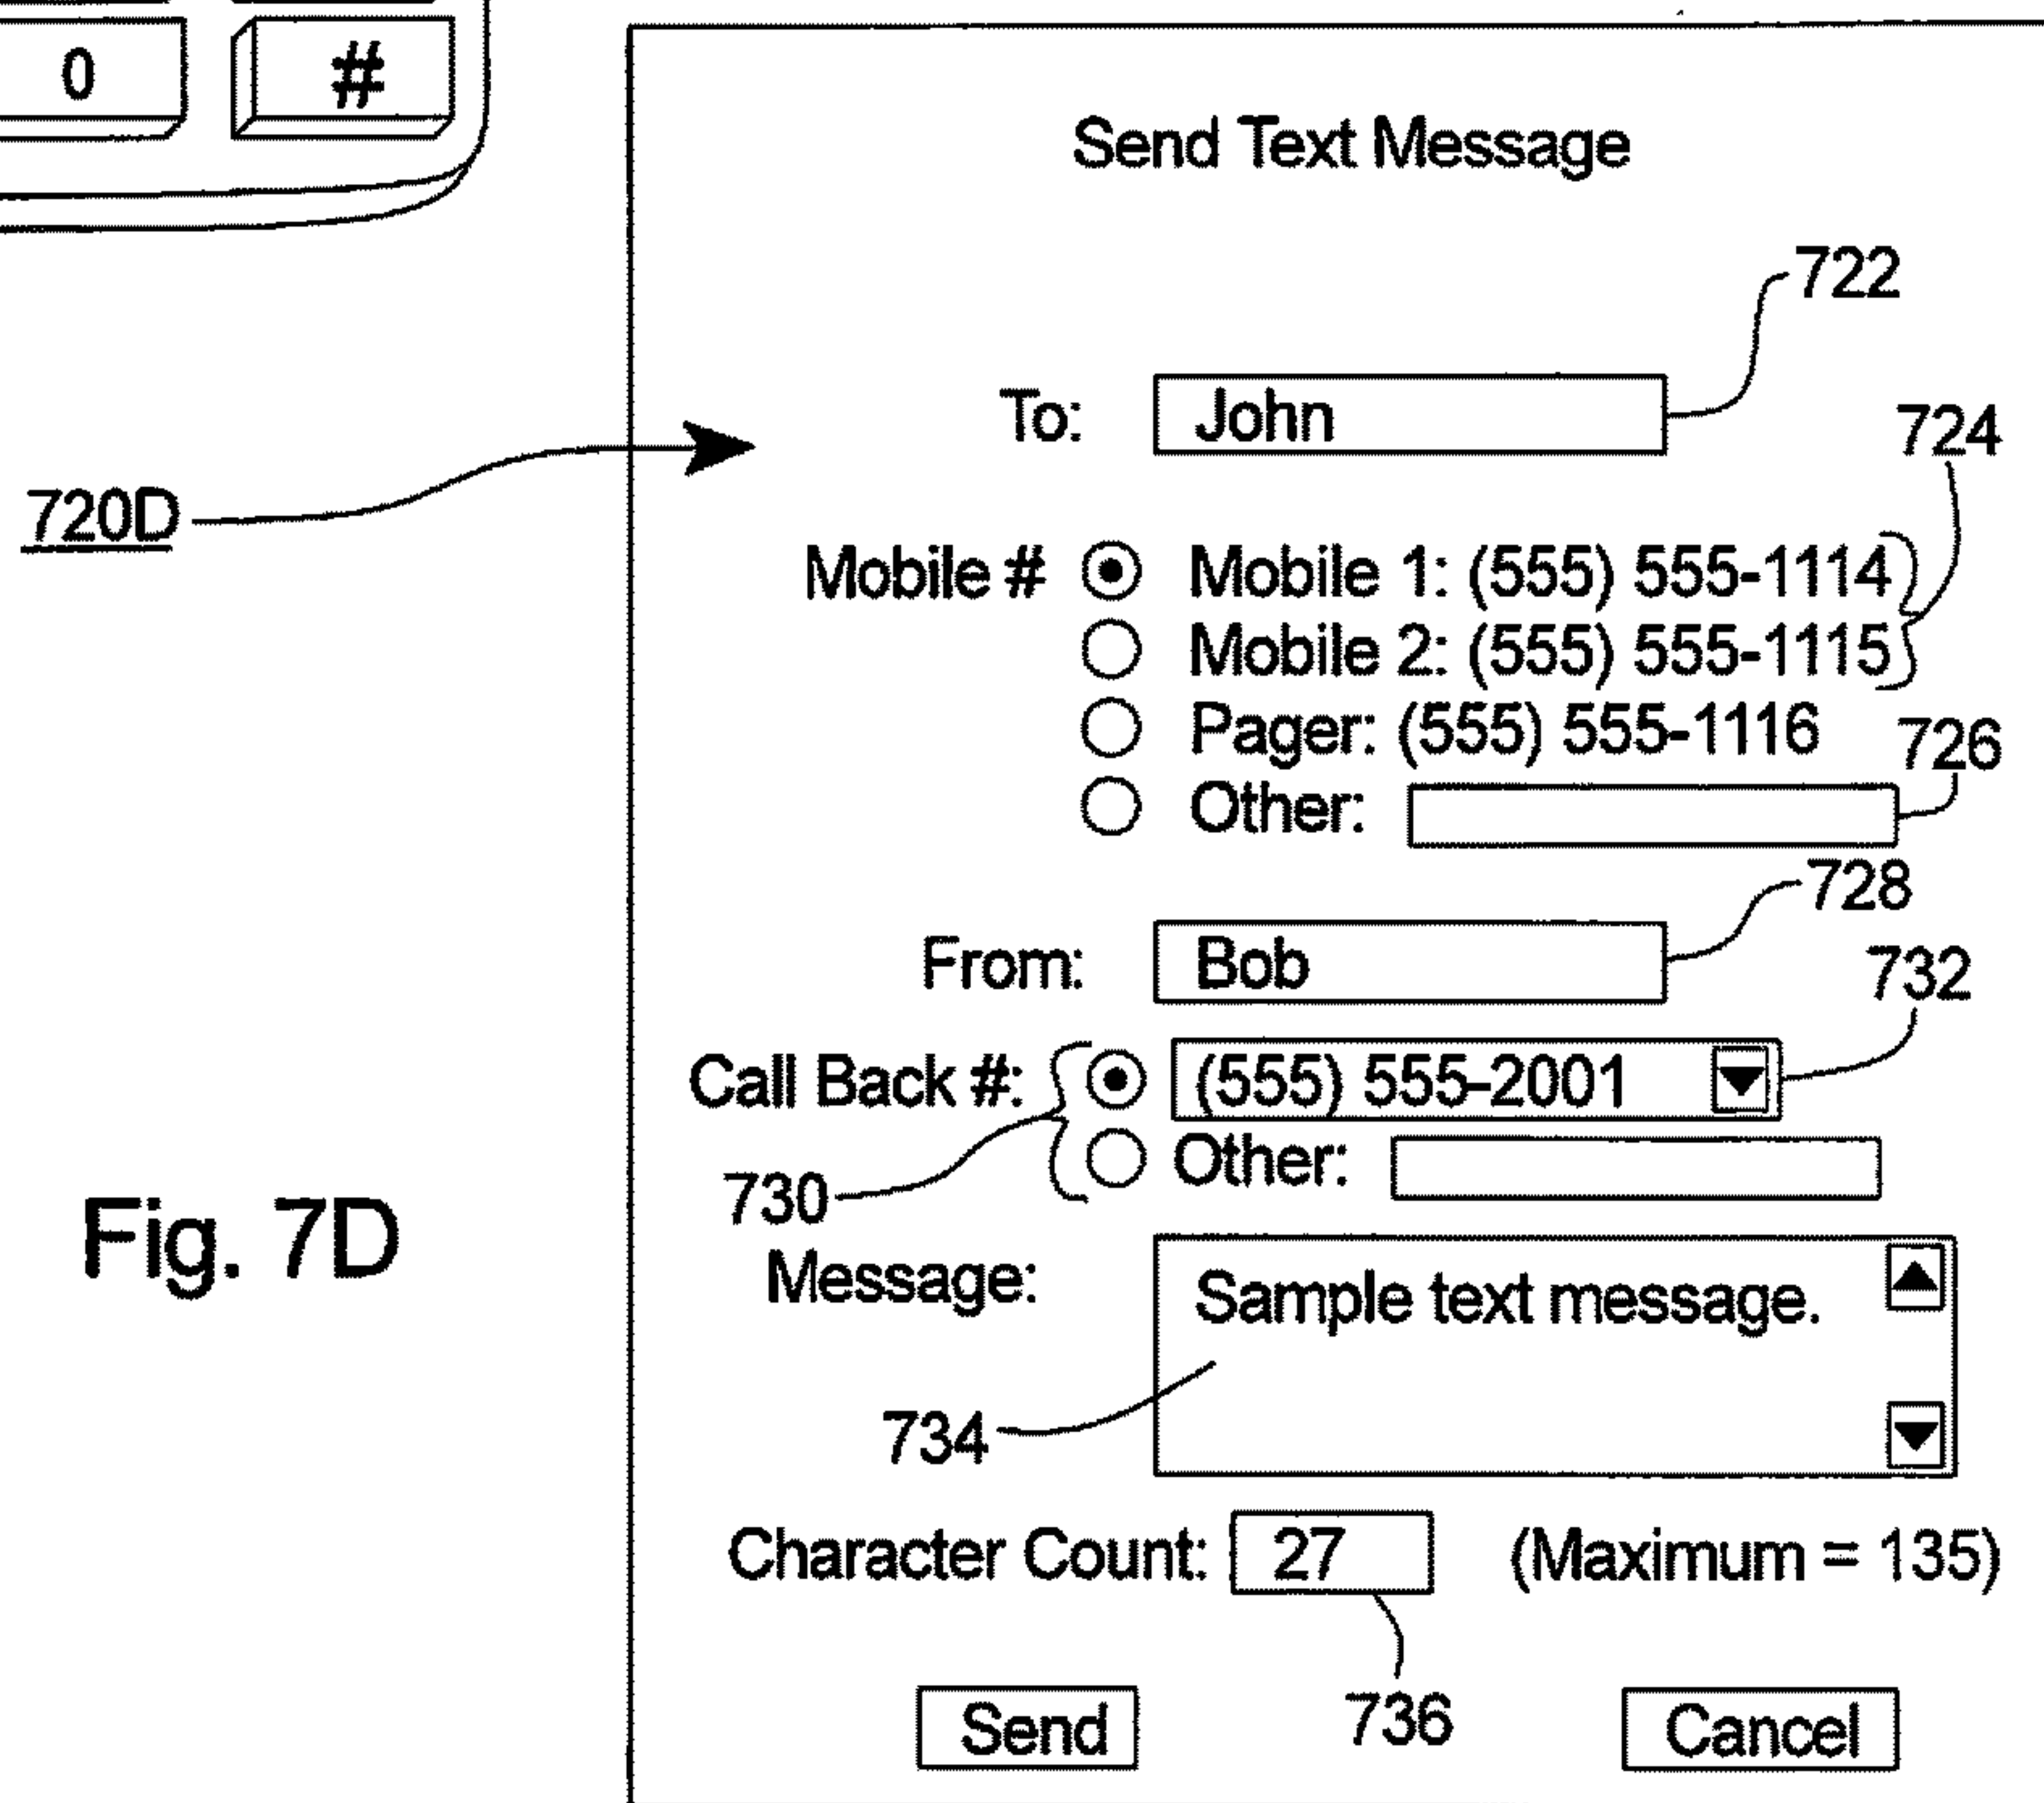 0 #
Send Text Message
722
To: John
724
720D
Mobile # Mobile 1: (555) 555-1114
Mobile 2: (555) 555-1115
Pager: (555) 555-1116
726
Other:
728
From: Bob
732
Call Back #: (555) 555-2001
Other:
730
Fig. 7D
Message: Sample text message.
734
Character Count: 27 (Maximum = 135)
Send 736 Cancel